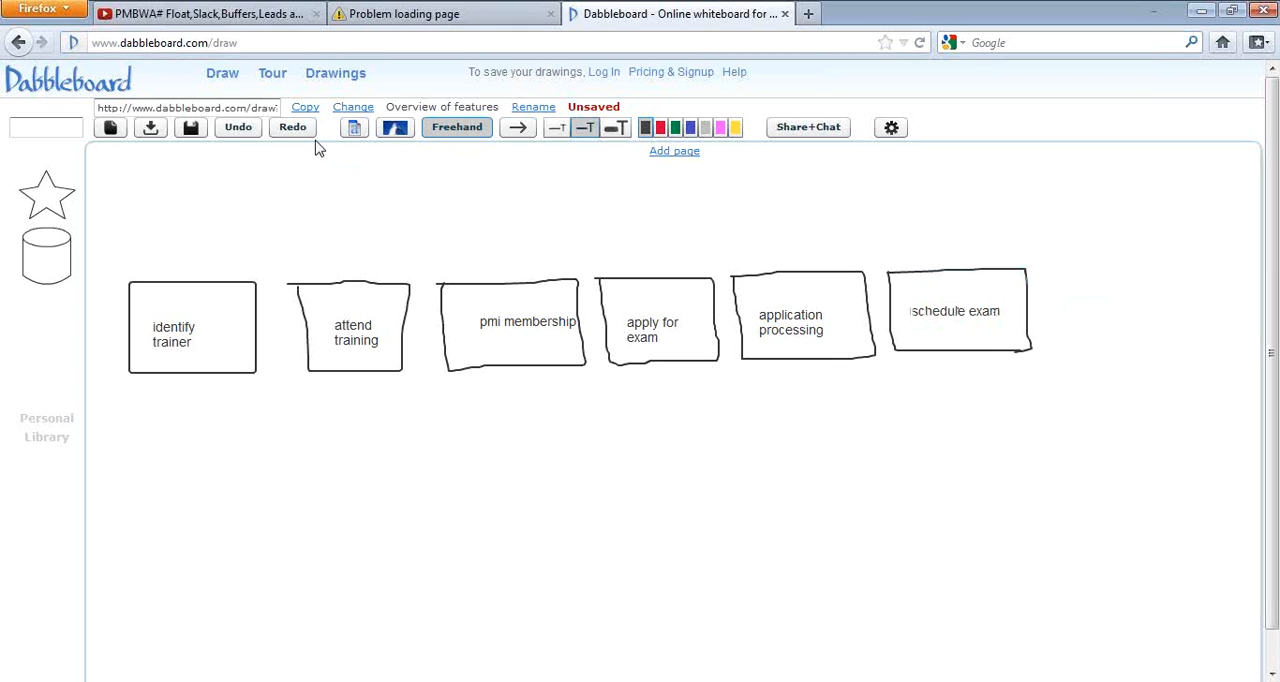 Firefox
PMBWA# Float,Slack,Buffers,Leads a...
Problem loading page
Dabbleboard - Online whiteboard for ...
www.dabbleboard.com/draw
Google
Dabbleboard
Draw
Tour
Drawings
To save your drawings, Log In
Pricing & Signup
Help
http://www.dabbleboard.com/draw
Copy
Change
Overview of features
Rename
Unsaved
Undo
Redo
Freehand
T
T
T
Share+Chat
Add page
identify
trainer
attend
training
pmi membership
apply for
exam
application
processing
schedule exam
Personal
Library